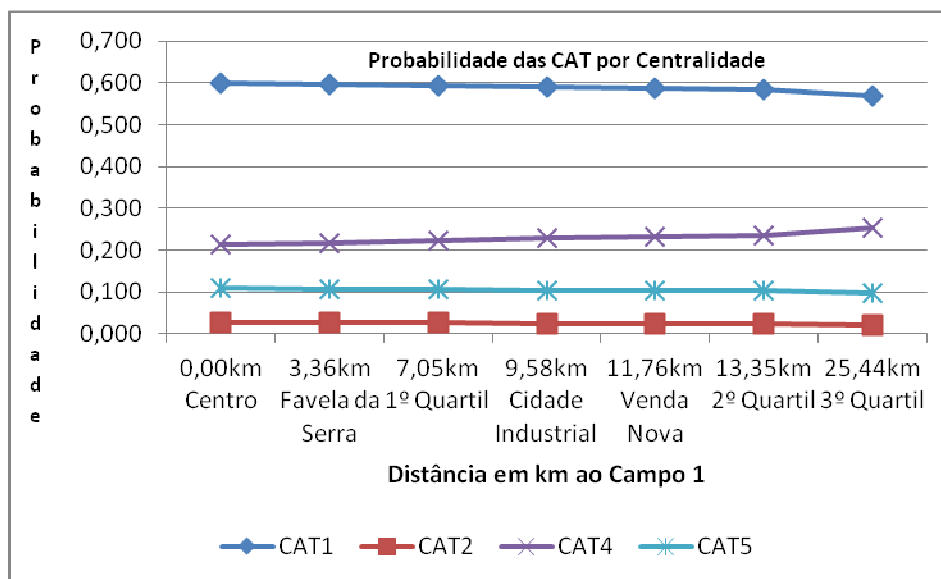 Probabilidade
Probabilidade das CAT por Centralidade
0,700
0,600
0,500
0,400
0,300
0,200
0,100
0,000
0,00km 3,36km 7,05km 9,58km 11,76km 13,35km 25,44km
Centro Favela da 1º Quartil Cidade Venda 2º Quartil 3º Quartil
Serra Industrial Nova
Distância em km ao Campo 1
CAT1 CAT2 CAT4 CAT5